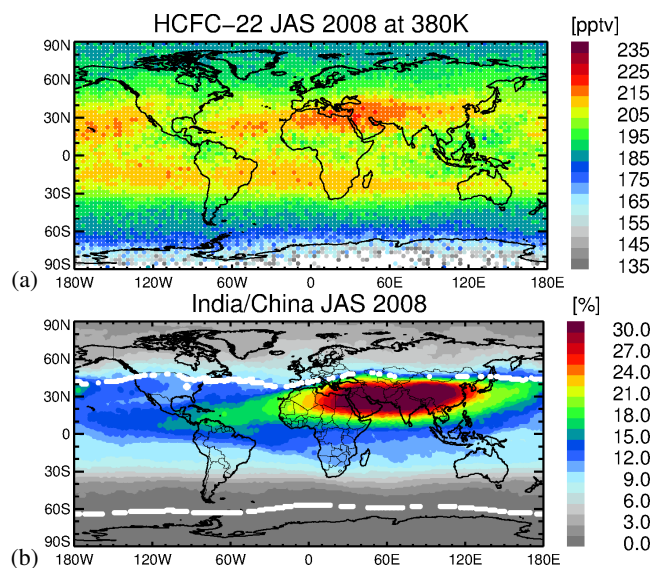 HCFC−22 JAS 2008 at 380K
[pptv]
90N
60N
30N
0
30S
60S
90S
180W
120W
60W
0
60E
120E
180E
235
225
215
205
195
185
175
165
155
145
135
(a)
India/China JAS 2008
[%]
90N
60N
30N
0
30S
60S
90S
180W
120W
60W
0
60E
120E
180E
30.0
27.0
24.0
21.0
18.0
15.0
12.0
9.0
6.0
3.0
0.0
(b)